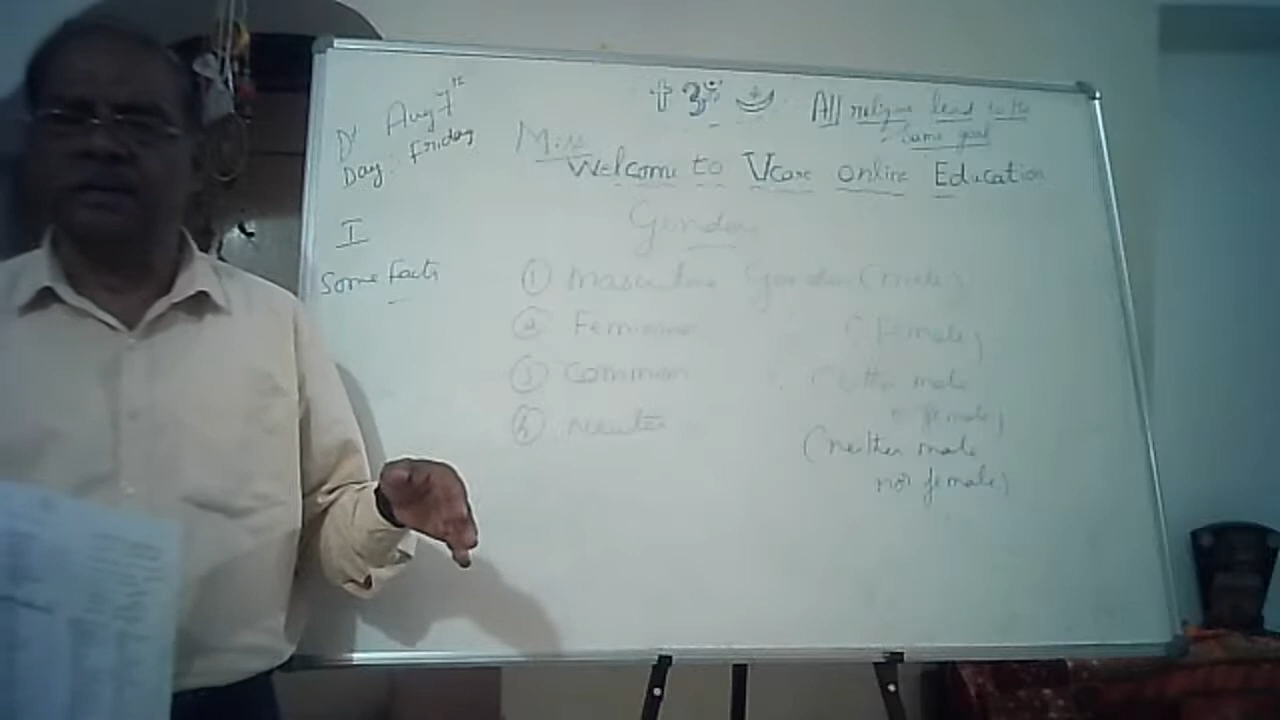 D' Aug 7th
Day: Friday
✝ ॐ ☪ All religions lead to the
same goal
Welcome to Vcare online Education
I
Some Facts
Gender
① Masculine Gender (male)
② Feminine (female)
③ Common (either male
or female)
④ neuter (neither male
nor female)